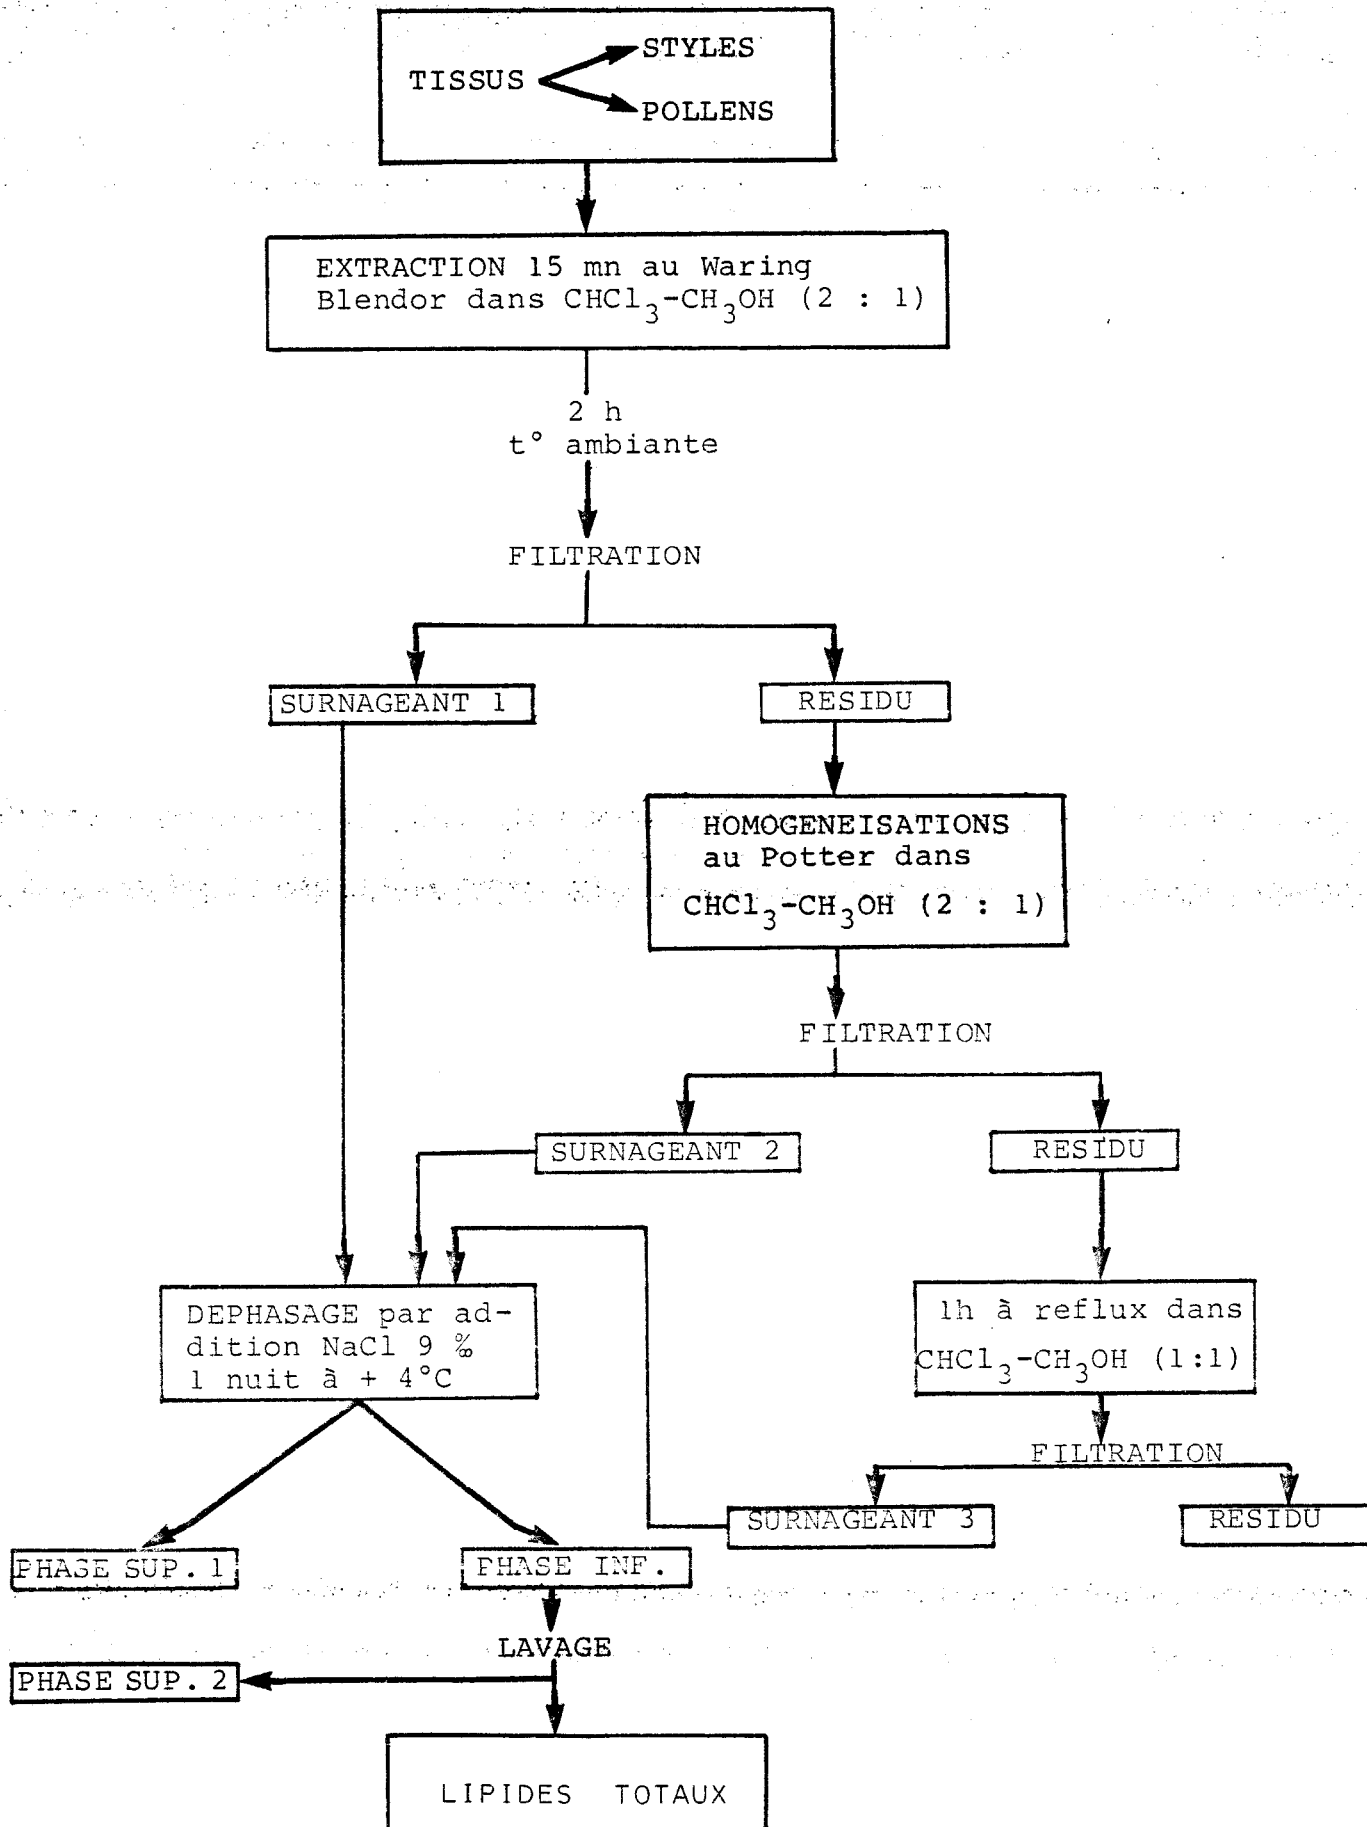 STYLES
TISSUS
POLLENS
EXTRACTION 15 mn au Waring
Blendor dans CHCl₃-CH₃OH (2 : 1)
2 h
t° ambiante
FILTRATION
SURNAGEANT 1
RESIDU
HOMOGENEISATIONS
au Potter dans
CHCl₃-CH₃OH (2 : 1)
FILTRATION
SURNAGEANT 2
RESIDU
DEPHASAGE par ad-
dition NaCl 9 ‰
1 nuit à + 4°C
1h à reflux dans
CHCl₃-CH₃OH (1:1)
FILTRATION
SURNAGEANT 3
RESIDU
PHASE SUP. 1
PHASE INF.
LAVAGE
PHASE SUP. 2
LIPIDES TOTAUX